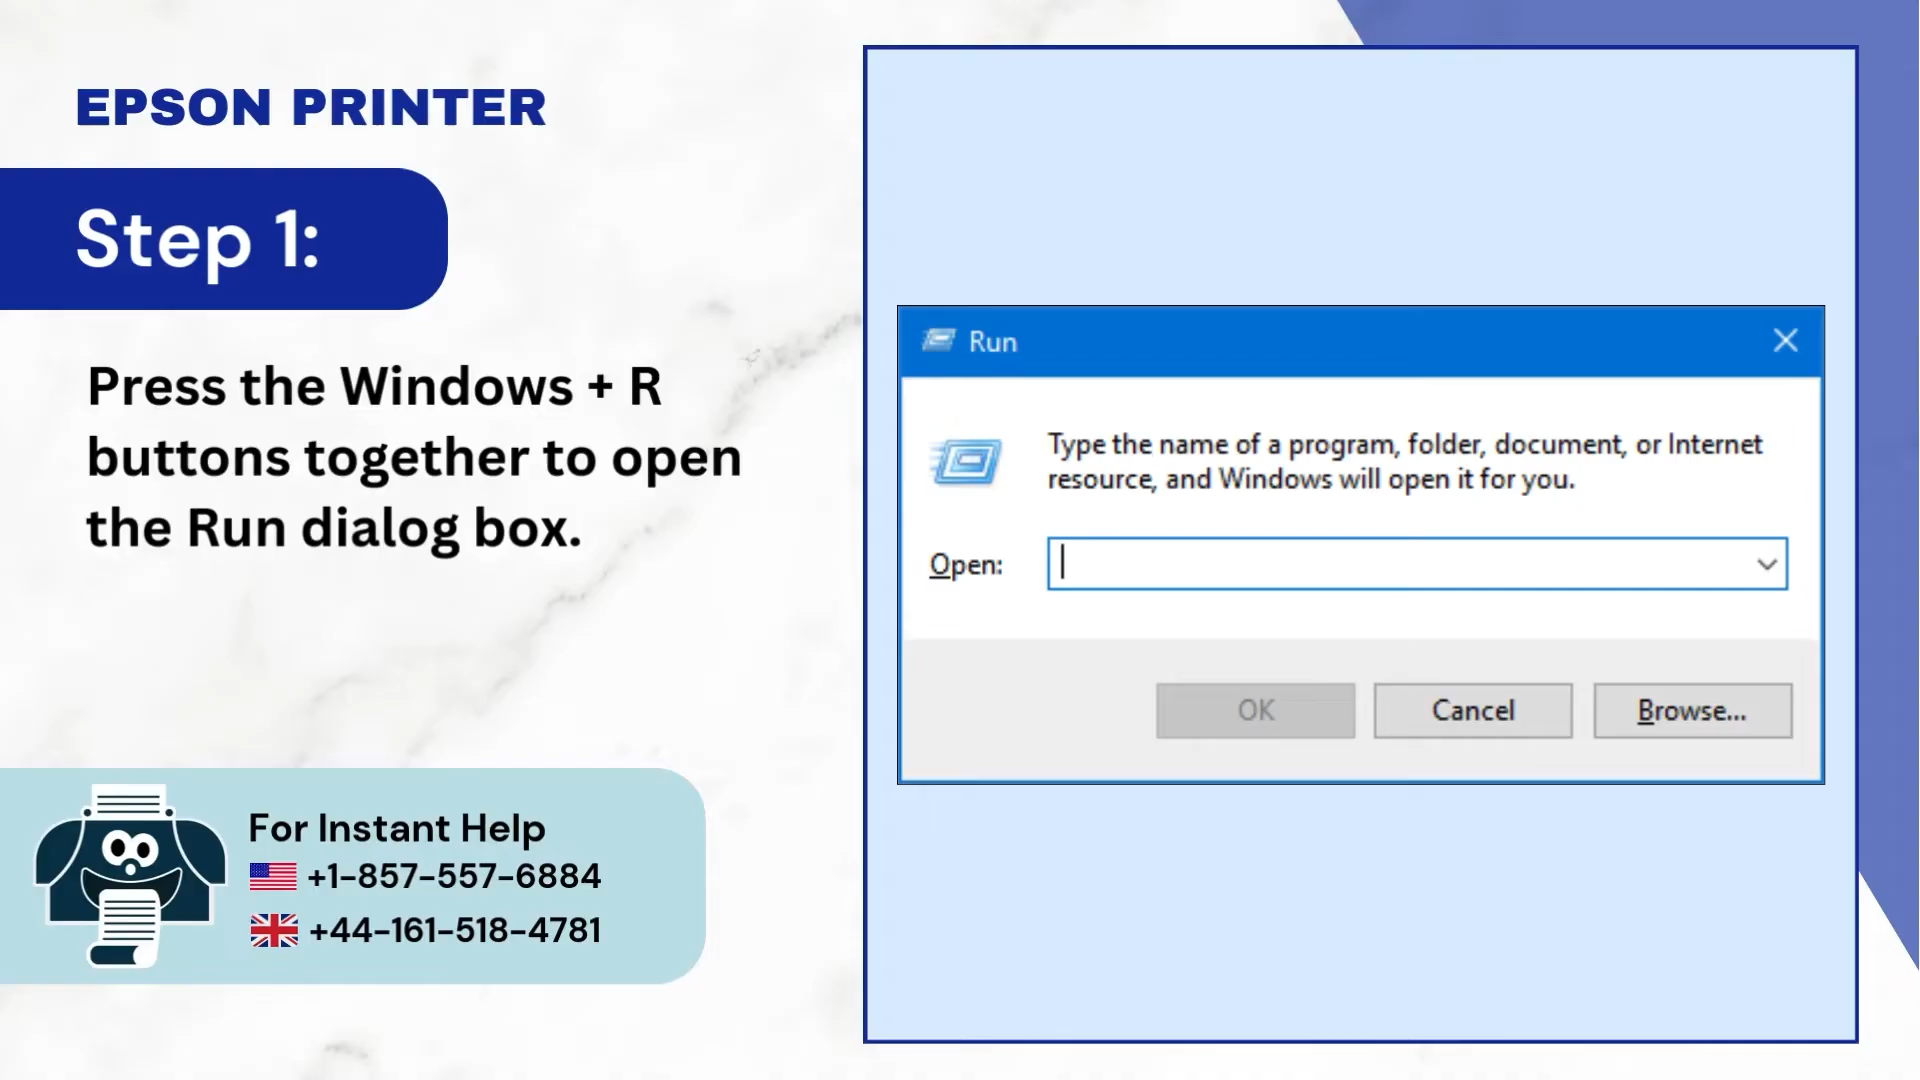 EPSON PRINTER
Step 1:
Press the Windows + R
buttons together to open
the Run dialog box.
For Instant Help
+1-857-557-6884
+44-161-518-4781
Run
Type the name of a program, folder, document, or Internet
resource, and Windows will open it for you.
Open:
OK
Cancel
Browse...